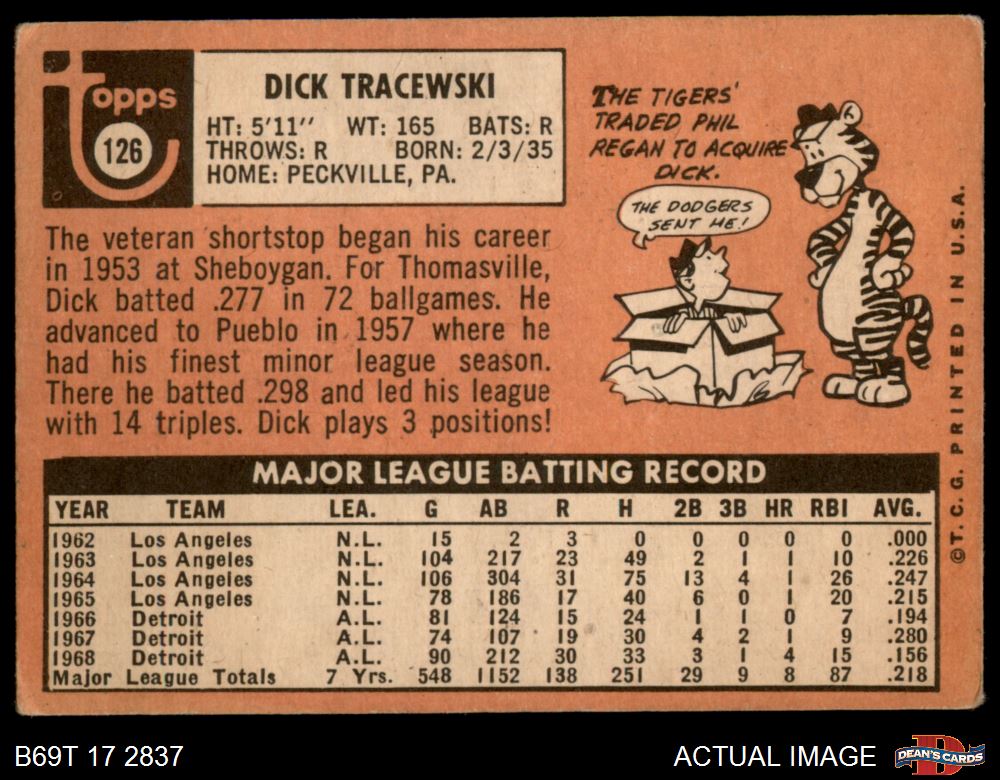 Topps
126
DICK TRACEWSKI
HT: 5'11" WT: 165 BATS: R
THROWS: R BORN: 2/3/35
HOME: PECKVILLE, PA.
THE TIGERS'
TRADED PHIL
REGAN TO ACQUIRE
DICK.
THE DODGERS
SENT ME!
The veteran shortstop began his career
in 1953 at Sheboygan. For Thomasville,
Dick batted .277 in 72 ballgames. He
advanced to Pueblo in 1957 where he
had his finest minor league season.
There he batted .298 and led his league
with 14 triples. Dick plays 3 positions!
MAJOR LEAGUE BATTING RECORD
YEAR TEAM LEA. G AB R H 2B 3B HR RBI AVG.
1962 Los Angeles N.L. 15 2 3 0 0 0 0 0 .000
1963 Los Angeles N.L. 104 217 23 49 2 1 1 10 .226
1964 Los Angeles N.L. 106 304 31 75 13 4 1 26 .247
1965 Los Angeles N.L. 78 186 17 40 6 0 1 20 .215
1966 Detroit A.L. 81 124 15 24 1 1 0 7 .194
1967 Detroit A.L. 74 107 19 30 4 2 1 9 .280
1968 Detroit A.L. 90 212 30 33 3 1 4 15 .156
Major League Totals 7 Yrs. 548 1152 138 251 29 9 8 87 .218
©T. C. G. PRINTED IN U.S.A.
B69T 17 2837
ACTUAL IMAGE
DEAN'S CARDS